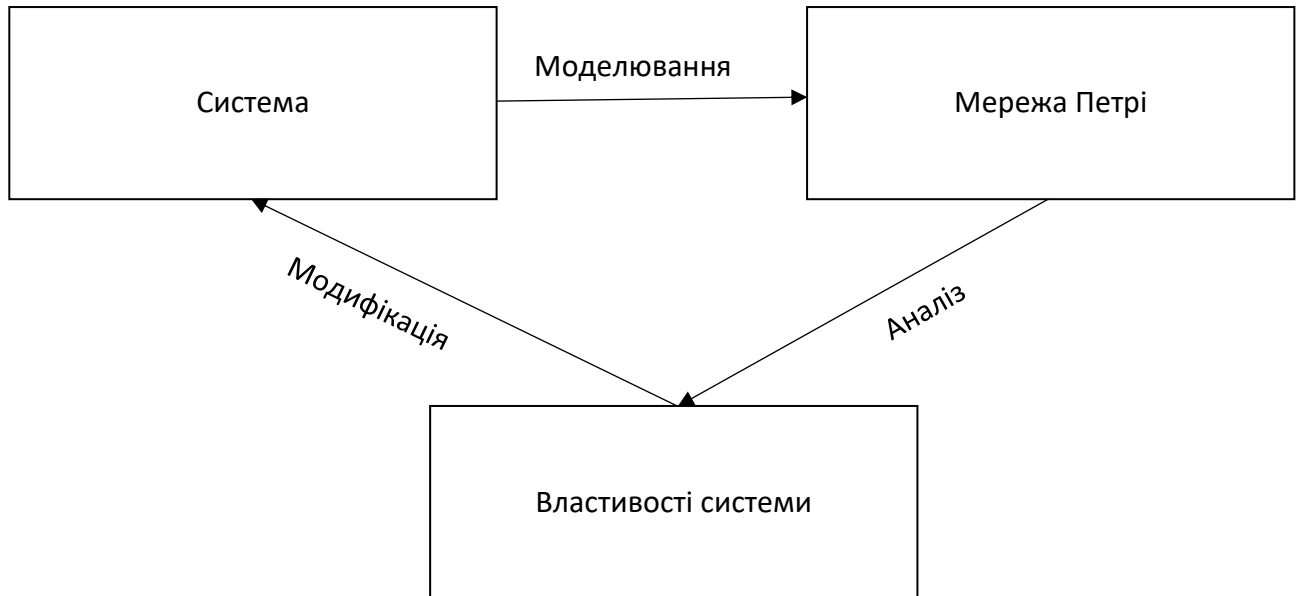 Моделювання
Система
Мережа Петрі
Модифікація
Аналіз
Властивості системи